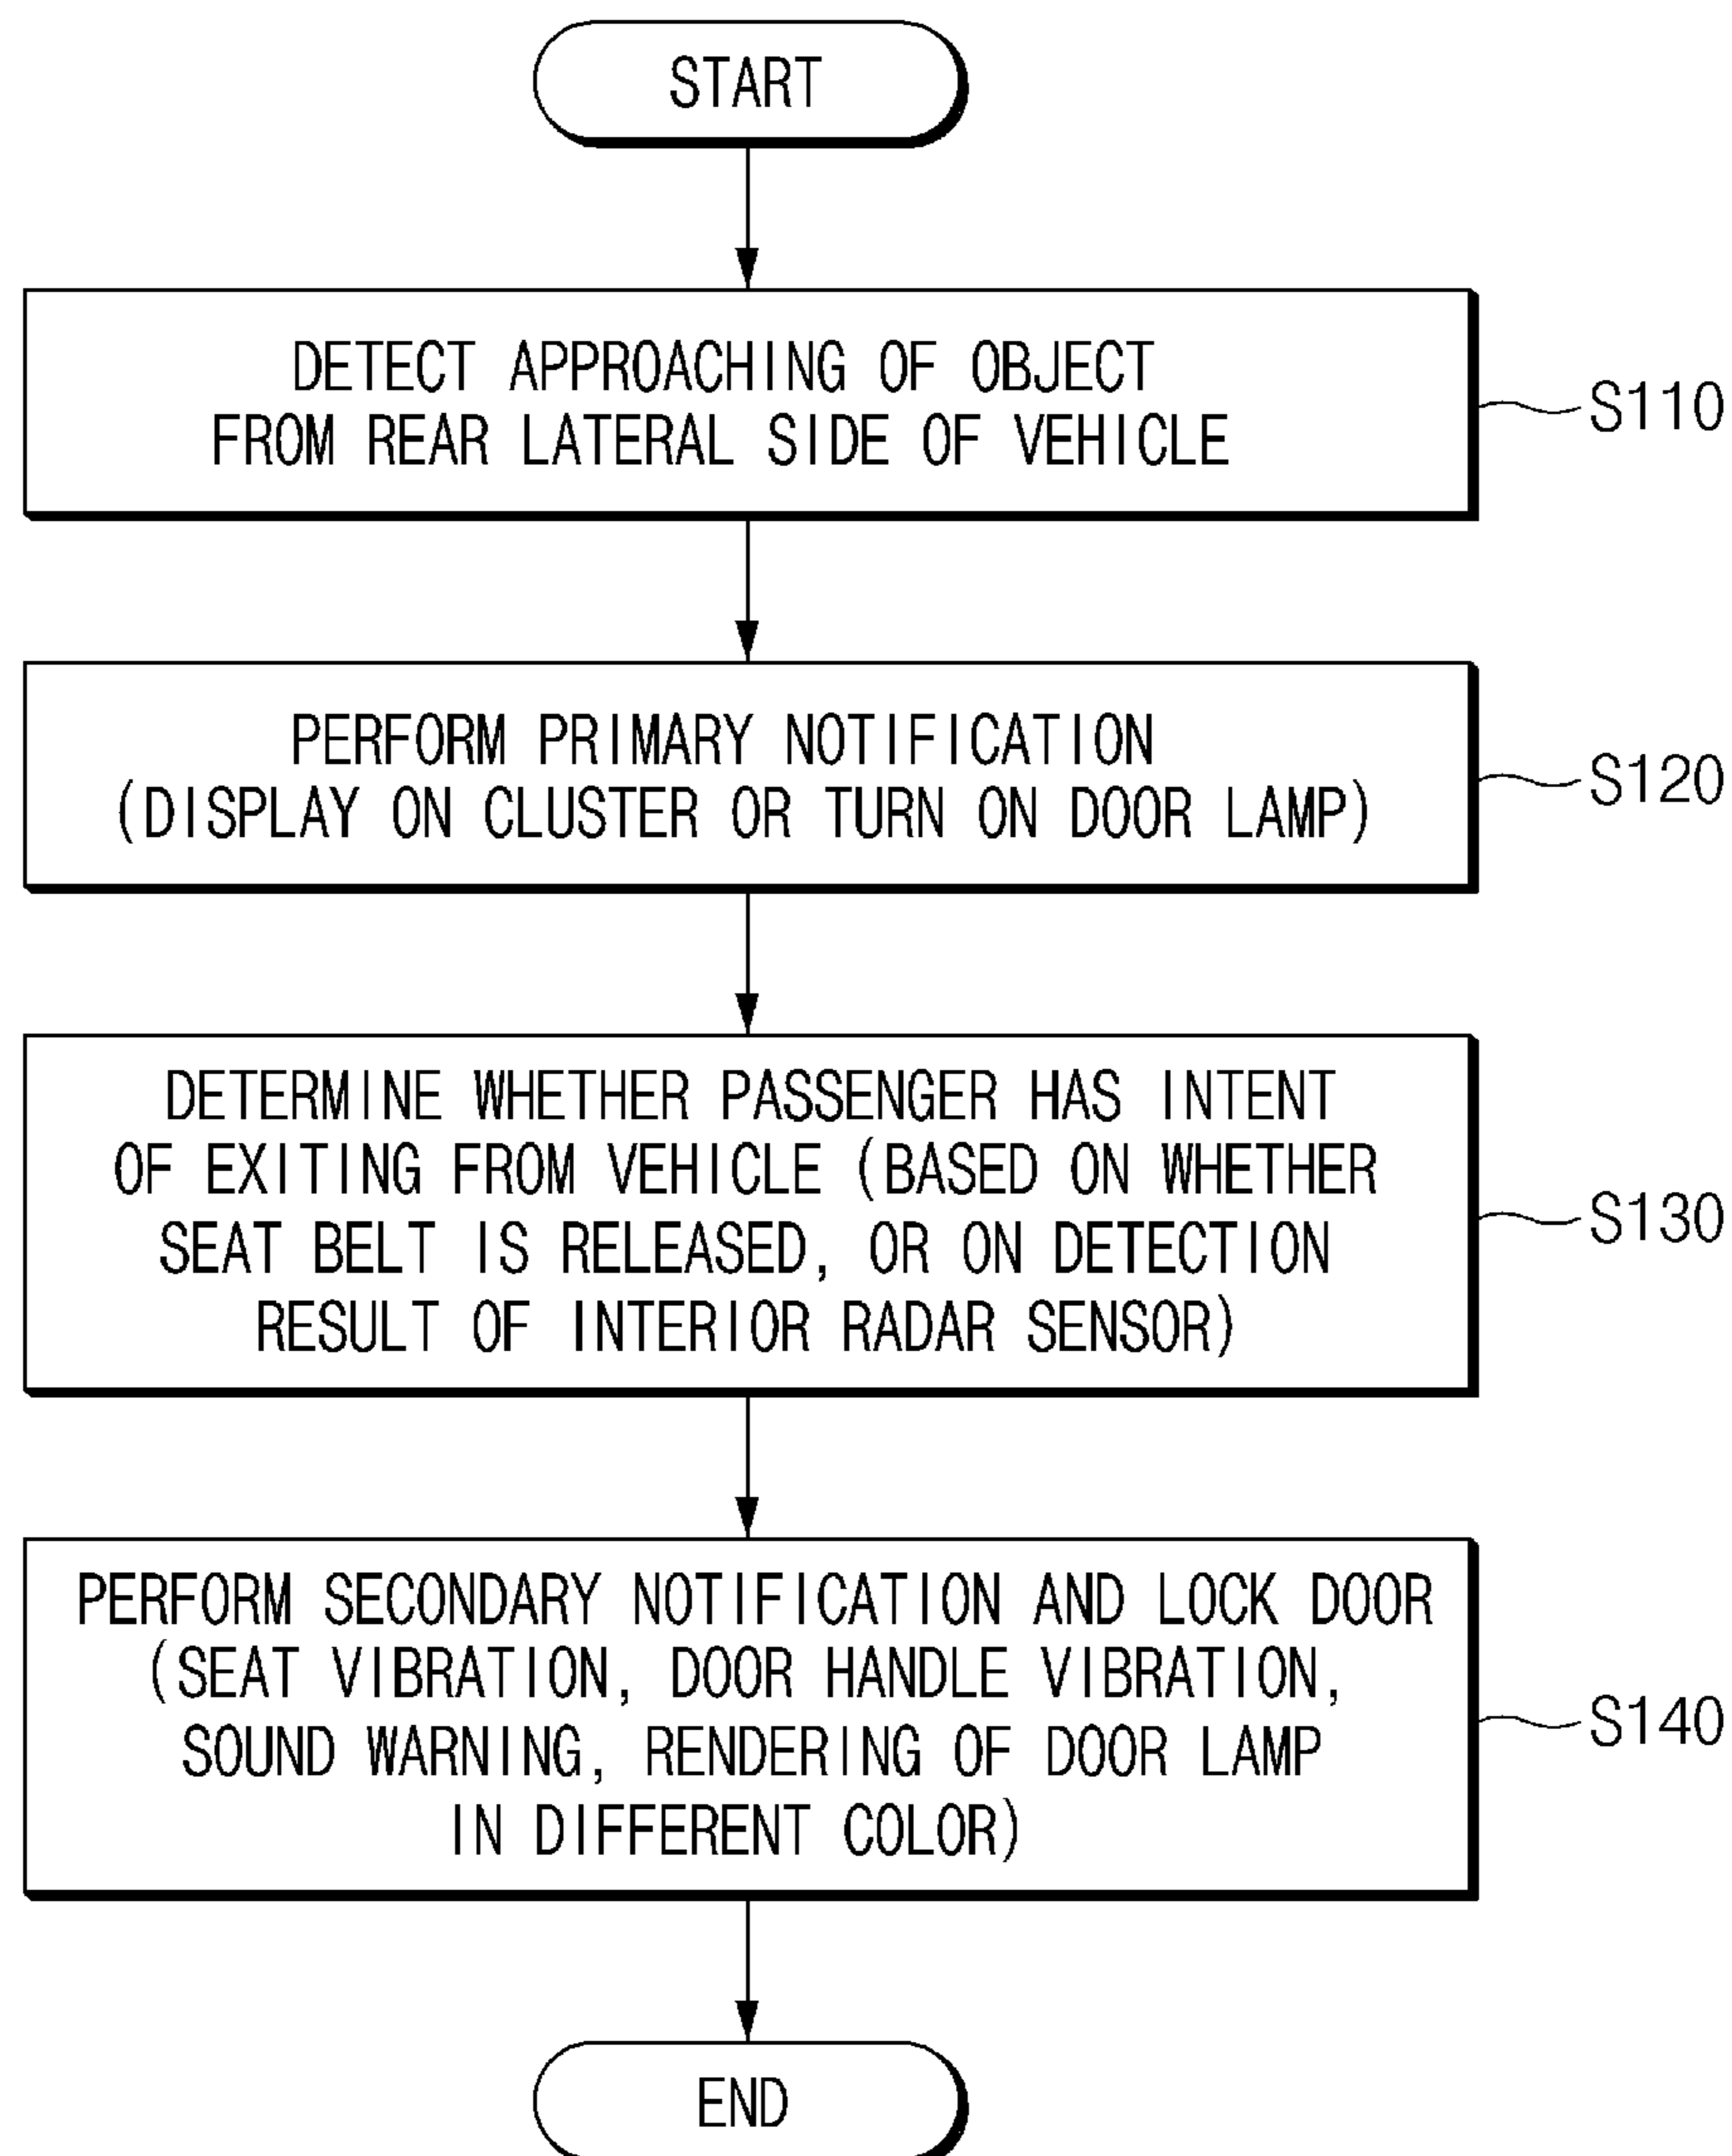 START
DETECT APPROACHING OF OBJECT
FROM REAR LATERAL SIDE OF VEHICLE
S110
PERFORM PRIMARY NOTIFICATION
(DISPLAY ON CLUSTER OR TURN ON DOOR LAMP)
S120
DETERMINE WHETHER PASSENGER HAS INTENT
OF EXITING FROM VEHICLE (BASED ON WHETHER
SEAT BELT IS RELEASED, OR ON DETECTION
RESULT OF INTERIOR RADAR SENSOR)
S130
PERFORM SECONDARY NOTIFICATION AND LOCK DOOR
(SEAT VIBRATION, DOOR HANDLE VIBRATION,
SOUND WARNING, RENDERING OF DOOR LAMP
IN DIFFERENT COLOR)
S140
END